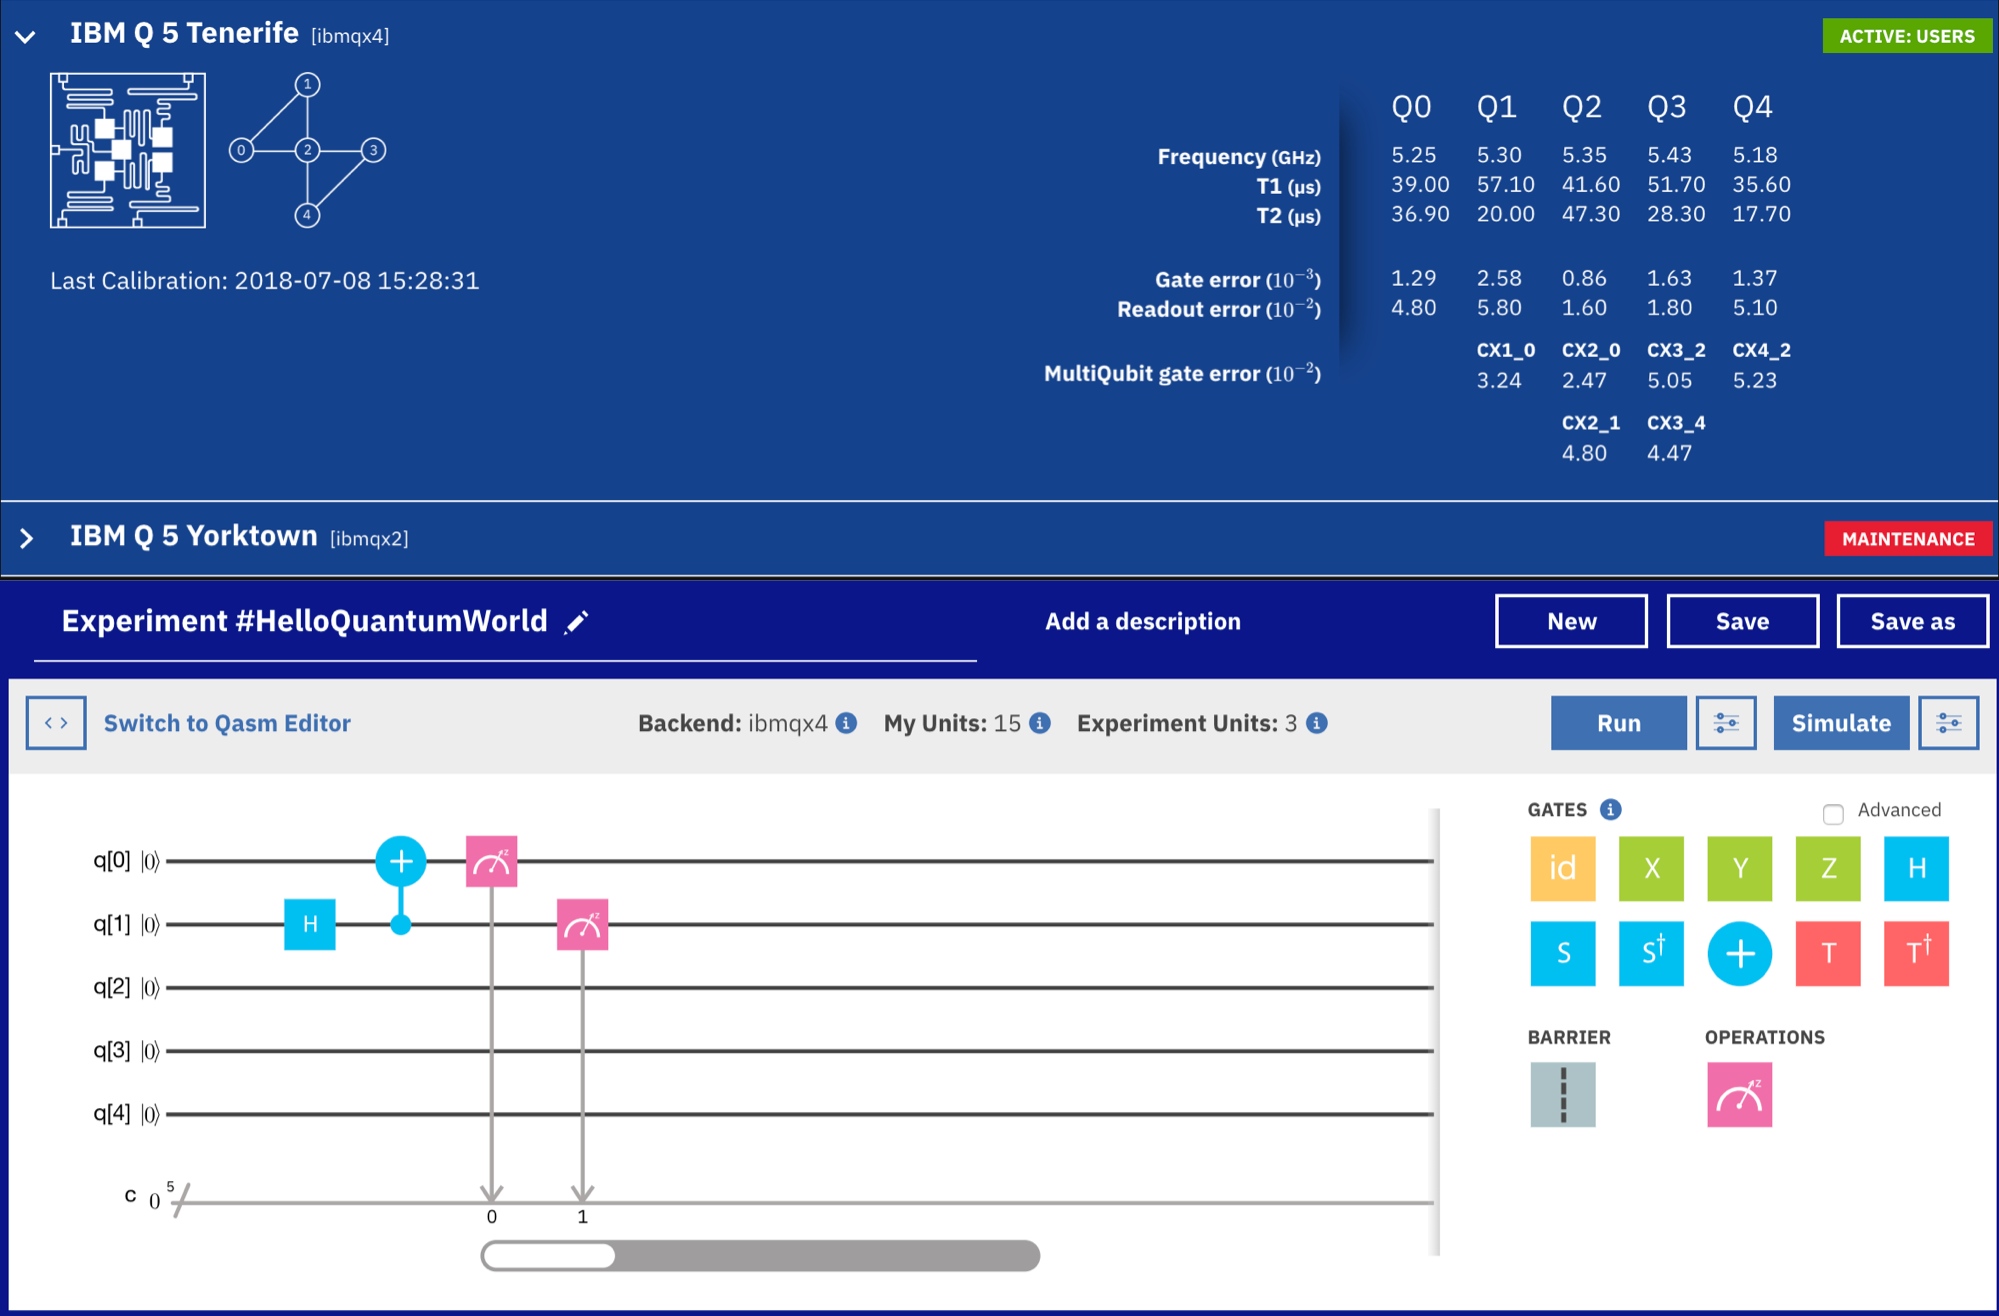 IBM Q 5 Tenerife [ibmqx4]
ACTIVE: USERS
1
0 2 3
4
Last Calibration: 2018-07-08 15:28:31
Q0 Q1 Q2 Q3 Q4
Frequency (GHz) 5.25 5.30 5.35 5.43 5.18
T1 (μs) 39.00 57.10 41.60 51.70 35.60
T2 (μs) 36.90 20.00 47.30 28.30 17.70
Gate error (10⁻³) 1.29 2.58 0.86 1.63 1.37
Readout error (10⁻²) 4.80 5.80 1.60 1.80 5.10
CX1_0 CX2_0 CX3_2 CX4_2
MultiQubit gate error (10⁻²) 3.24 2.47 5.05 5.23
CX2_1 CX3_4
4.80 4.47
IBM Q 5 Yorktown [ibmqx2]
MAINTENANCE
Experiment #HelloQuantumWorld
Add a description
New Save Save as
<> Switch to Qasm Editor
Backend: ibmqx4 i My Units: 15 i Experiment Units: 3 i
Run Simulate
GATES i Advanced
id X Y Z H
S S† + T T†
BARRIER OPERATIONS
z
q[0] |0⟩ + z
q[1] |0⟩ H z
q[2] |0⟩
q[3] |0⟩
q[4] |0⟩
c 0 5
0 1